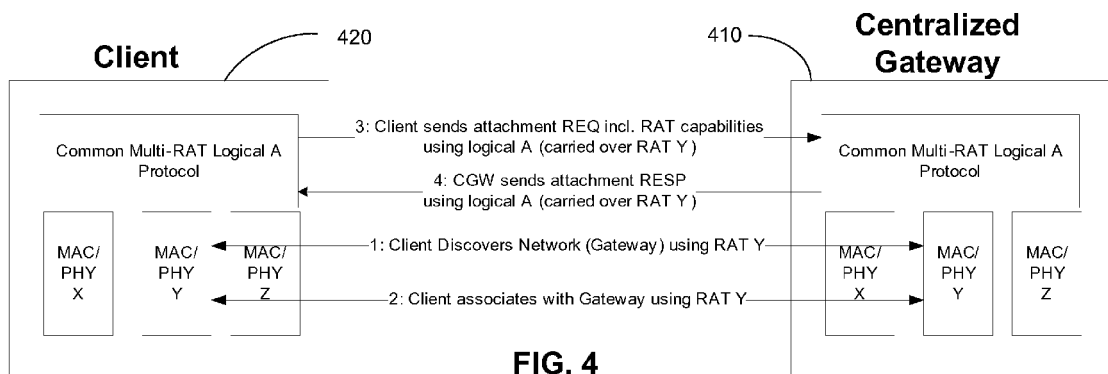 Client
420
410
Centralized
Gateway
3: Client sends attachment REQ incl. RAT capabilities
using logical A (carried over RAT Y)
Common Multi-RAT Logical A
Protocol
Common Multi-RAT Logical A
Protocol
4: CGW sends attachment RESP
using logical A (carried over RAT Y)
MAC/
PHY
X
MAC/
PHY
Y
MAC/
PHY
Z
1: Client Discovers Network (Gateway) using RAT Y
2: Client associates with Gateway using RAT Y
MAC/
PHY
X
MAC/
PHY
Y
MAC/
PHY
Z
FIG. 4